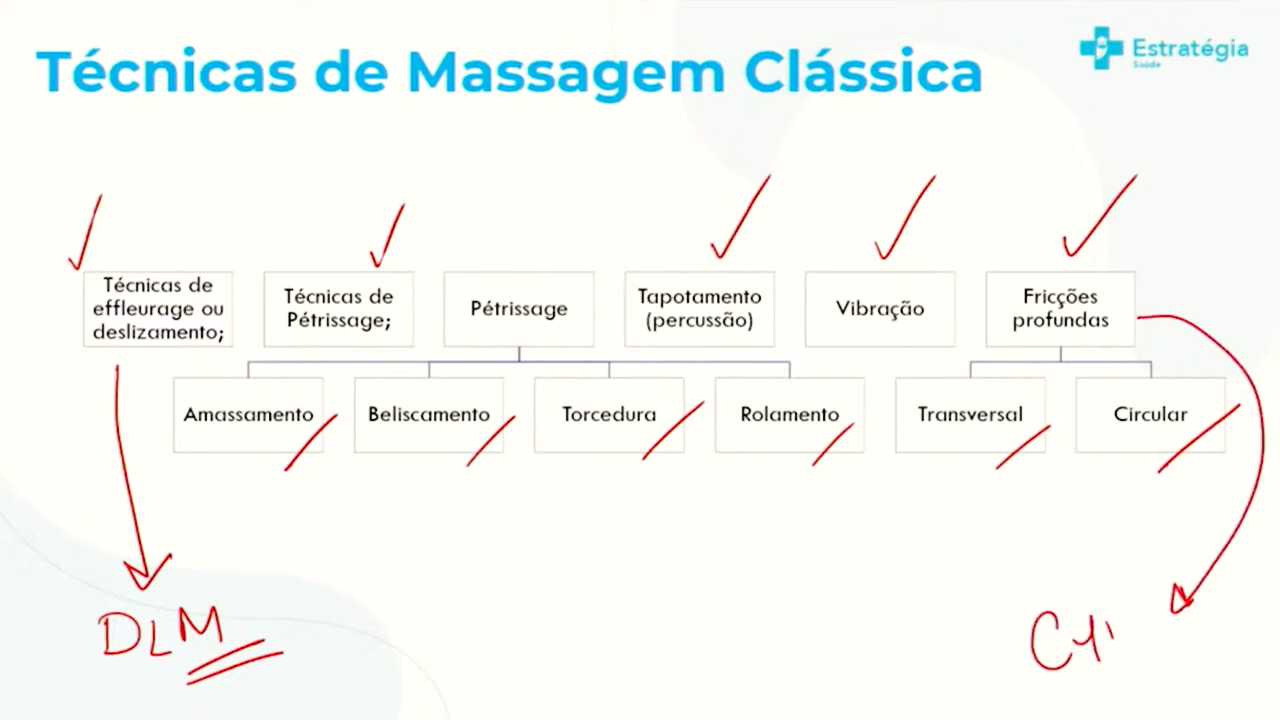 Técnicas de Massagem Clássica
Estratégia
Saúde
Técnicas de
effleurage ou
deslizamento;
Técnicas de
Pétrissage;
Pétrissage
Tapotamento
(percussão)
Vibração
Fricções
profundas
Amassamento
Beliscamento
Torcedura
Rolamento
Transversal
Circular
DLM